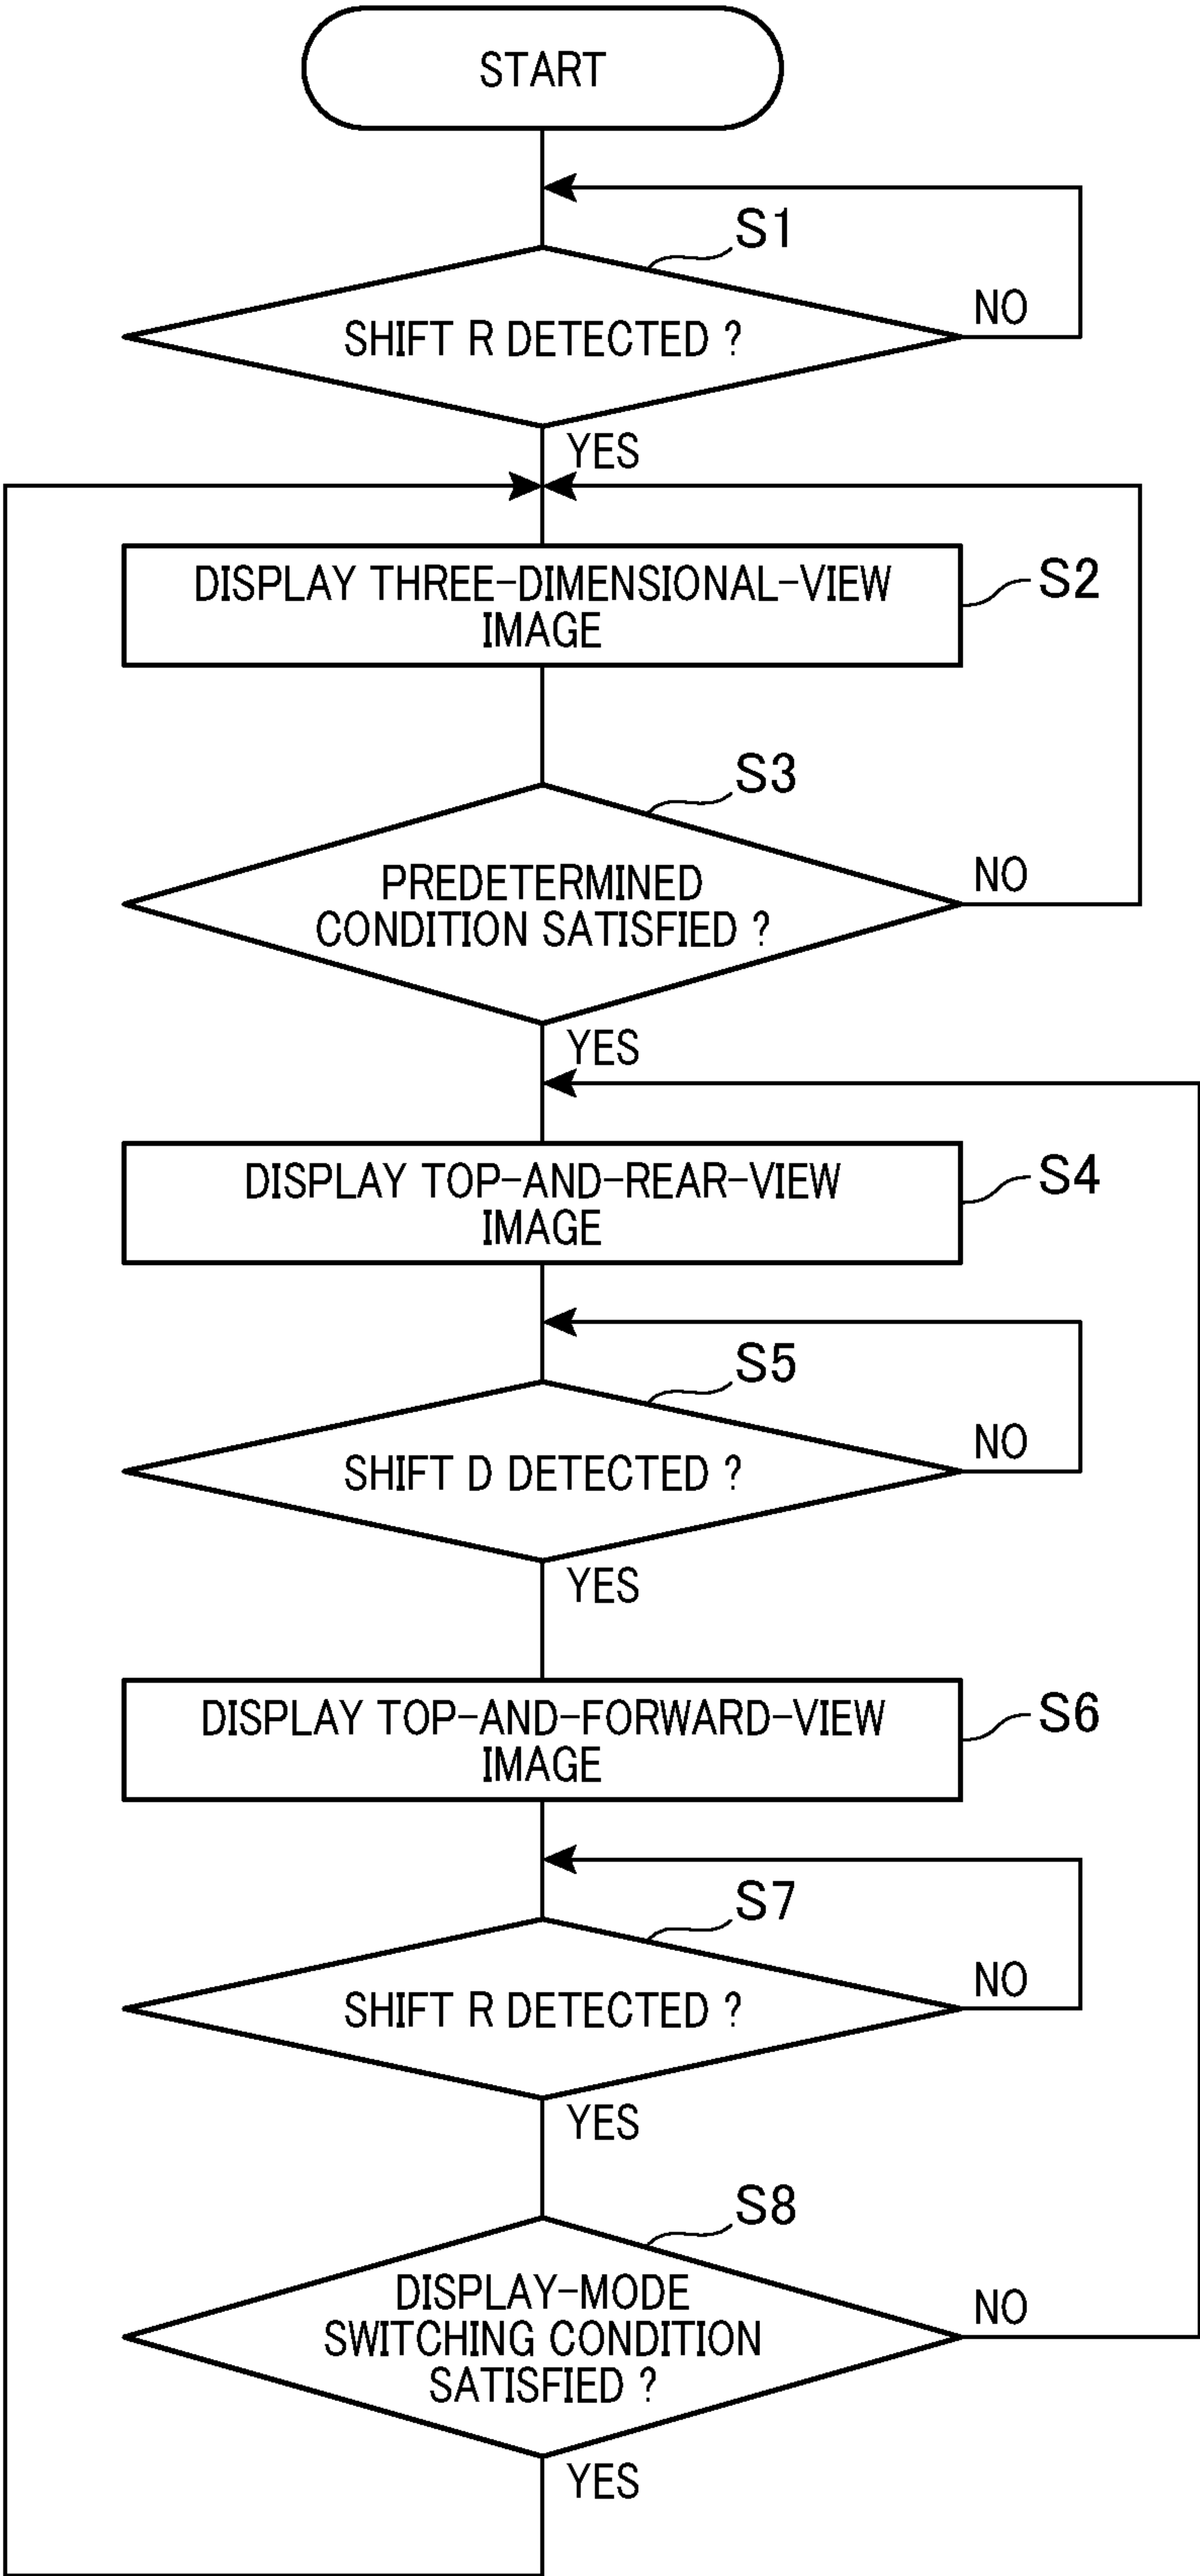 START
S1
SHIFT R DETECTED ?
NO
YES
DISPLAY THREE-DIMENSIONAL-VIEW
IMAGE
S2
S3
PREDETERMINED
CONDITION SATISFIED ?
NO
YES
DISPLAY TOP-AND-REAR-VIEW
IMAGE
S4
S5
SHIFT D DETECTED ?
NO
YES
DISPLAY TOP-AND-FORWARD-VIEW
IMAGE
S6
S7
SHIFT R DETECTED ?
NO
YES
S8
DISPLAY-MODE
SWITCHING CONDITION
SATISFIED ?
NO
YES